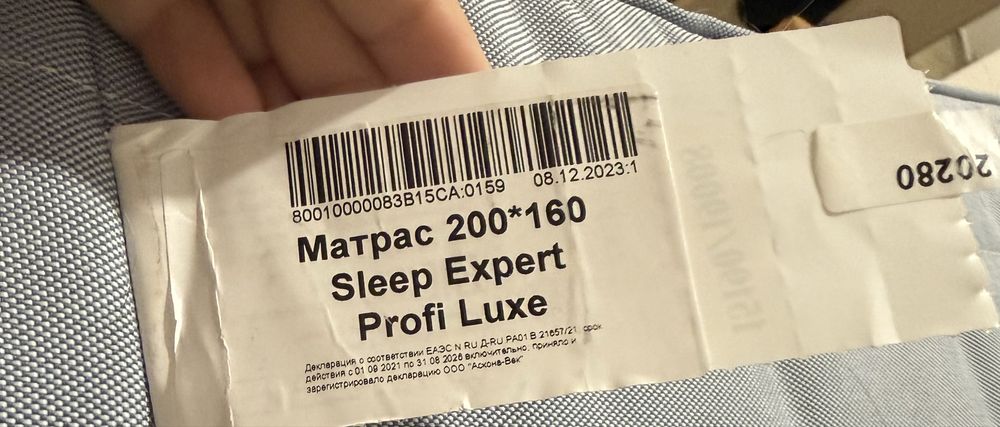 80010000083B15CA:0159 08.12.2023:1
Матрас 200*160
Sleep Expert
Profi Luxe
Декларация о соответствии ЕАЭС N RU Д-RU РА01 В 21657/21 срок
действия с 01 09 2021 по 31 08 2026 включительно, приняло и
зарегистрировало декларацию ООО "Аскона-Век"
20280